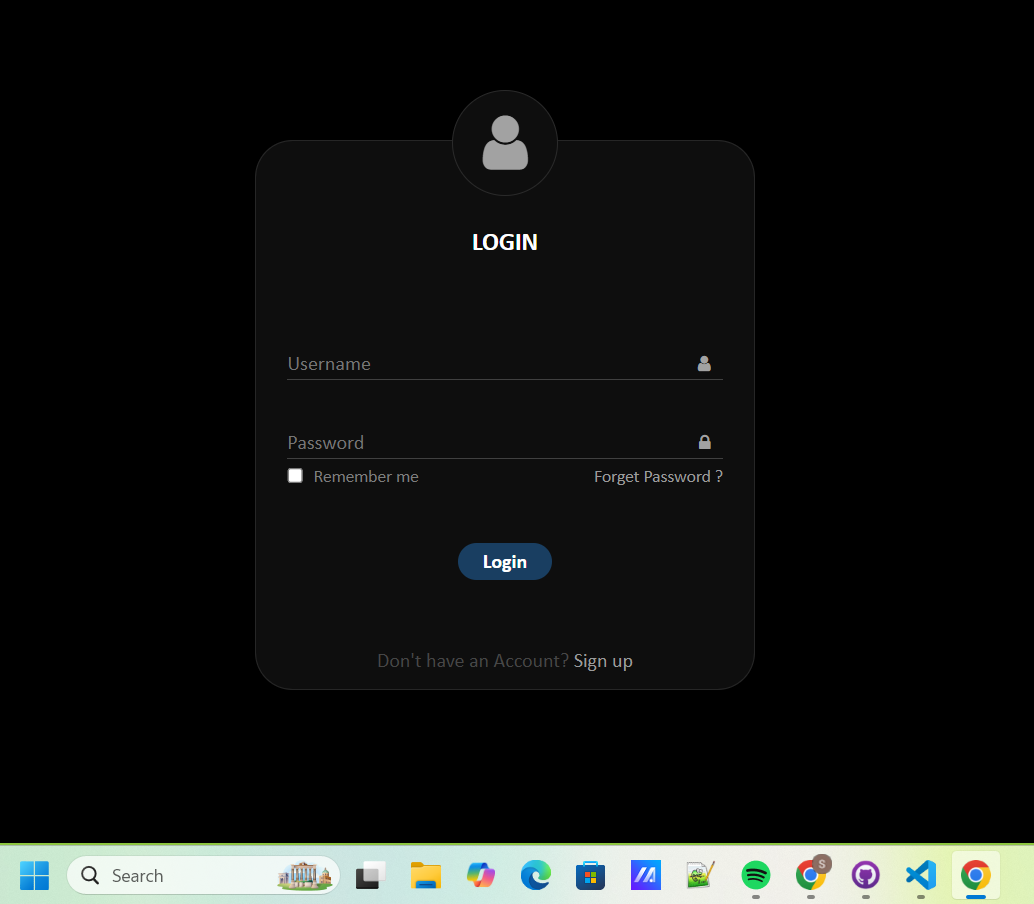 LOGIN
Username
Password
Remember me Forget Password ?
Login
Don't have an Account? Sign up
Search
S